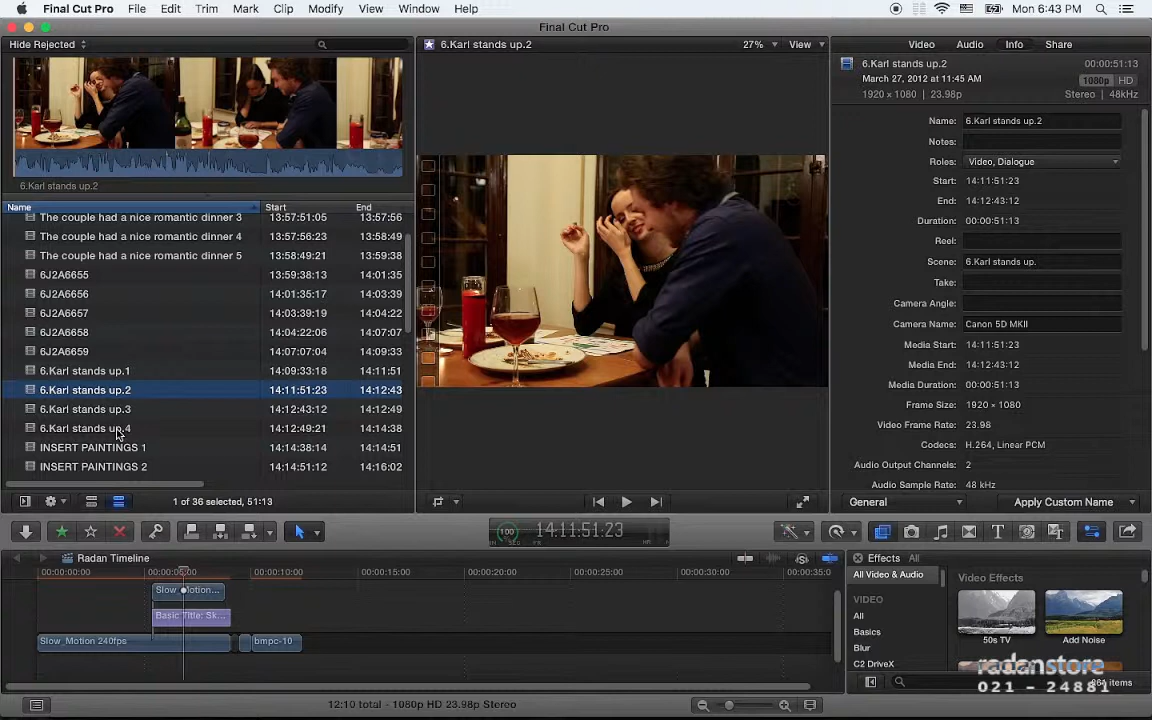 Final Cut Pro File Edit Trim Mark Clip Modify View Window Help Mon 6:43 PM
Final Cut Pro
Hide Rejected 6.Karl stands up.2 27% View Video Audio Info Share
6.Karl stands up.2 00:00:51:13
March 27, 2012 at 11:45 AM 1080p HD
1920 × 1080 | 23.98p Stereo | 48kHz
6.Karl stands up.2
Name Start End
The couple had a nice romantic dinner 3 13:57:51:05 13:57:56
The couple had a nice romantic dinner 4 13:57:56:23 13:58:49
The couple had a nice romantic dinner 5 13:58:49:21 13:59:38
6J2A6655 13:59:38:13 14:01:35
6J2A6656 14:01:35:17 14:03:39
6J2A6657 14:03:39:19 14:04:22
6J2A6658 14:04:22:06 14:07:07
6J2A6659 14:07:07:04 14:09:33
6.Karl stands up.1 14:09:33:18 14:11:51
6.Karl stands up.2 14:11:51:23 14:12:43
6.Karl stands up.3 14:12:43:12 14:12:49
6.Karl stands up.4 14:12:49:21 14:14:38
INSERT PAINTINGS 1 14:14:38:14 14:14:51
INSERT PAINTINGS 2 14:14:51:12 14:16:02
1 of 36 selected, 51:13
Name: 6.Karl stands up.2
Notes:
Roles: Video, Dialogue
Start: 14:11:51:23
End: 14:12:43:12
Duration: 00:00:51:13
Reel:
Scene: 6.Karl stands up.
Take:
Camera Angle:
Camera Name: Canon 5D MKII
Media Start: 14:11:51:23
Media End: 14:12:43:12
Media Duration: 00:00:51:13
Frame Size: 1920 × 1080
Video Frame Rate: 23.98
Codecs: H.264, Linear PCM
Audio Output Channels: 2
Audio Sample Rate: 48 kHz
General Apply Custom Name
100 14:11:51:23
Radan Timeline
00:00:00:00 00:00:10:00 00:00:15:00 00:00:20:00 00:00:25:00 00:00:30:00 00:00:35:0
Basic Title: Sk...
Slow_Motion 240fps bmpc-10
Effects All
All Video & Audio
VIDEO
All
Basics
Blur
C2 DriveX
Video Effects
50s TV Add Noise
items
radanstore
021 - 24881
12:10 total - 1080p HD 23.98p Stereo